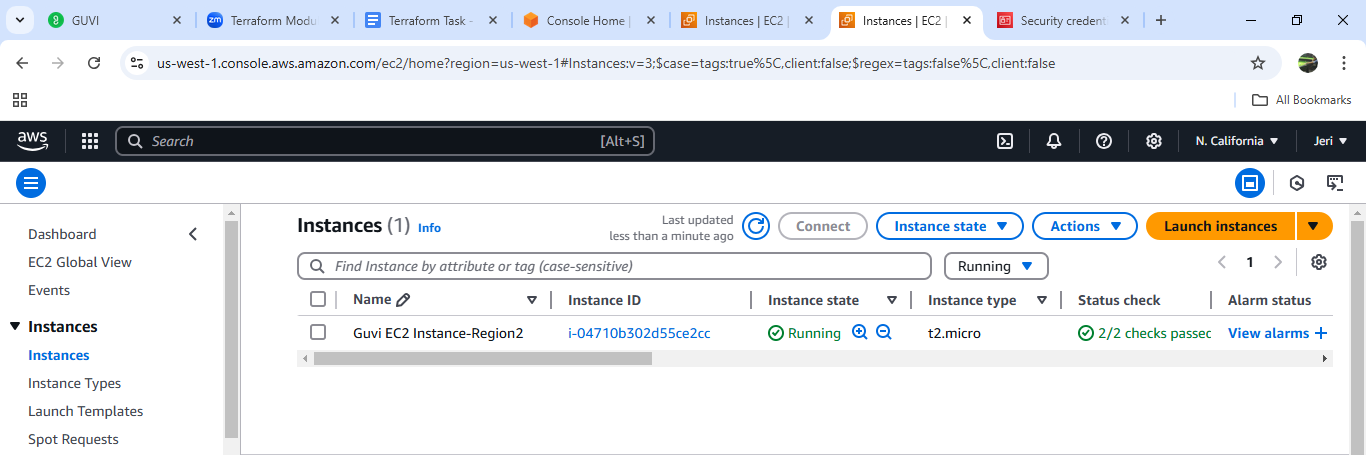 GUVI
Terraform Modu
Terraform Task -
Console Home |
Instances | EC2 |
Instances | EC2 |
Security credent
us-west-1.console.aws.amazon.com/ec2/home?region=us-west-1#Instances:v=3;$case=tags:true%5C,client:false;$regex=tags:false%5C,client:false
All Bookmarks
aws
Search
[Alt+S]
N. California
Jeri
Dashboard
EC2 Global View
Events
Instances
Instances
Instance Types
Launch Templates
Spot Requests
Instances (1) Info
Last updated
less than a minute ago
Connect
Instance state
Actions
Launch instances
Find Instance by attribute or tag (case-sensitive)
Running
1
Name Instance ID Instance state Instance type Status check Alarm status
Guvi EC2 Instance-Region2 i-04710b302d55ce2cc Running t2.micro 2/2 checks passec View alarms +